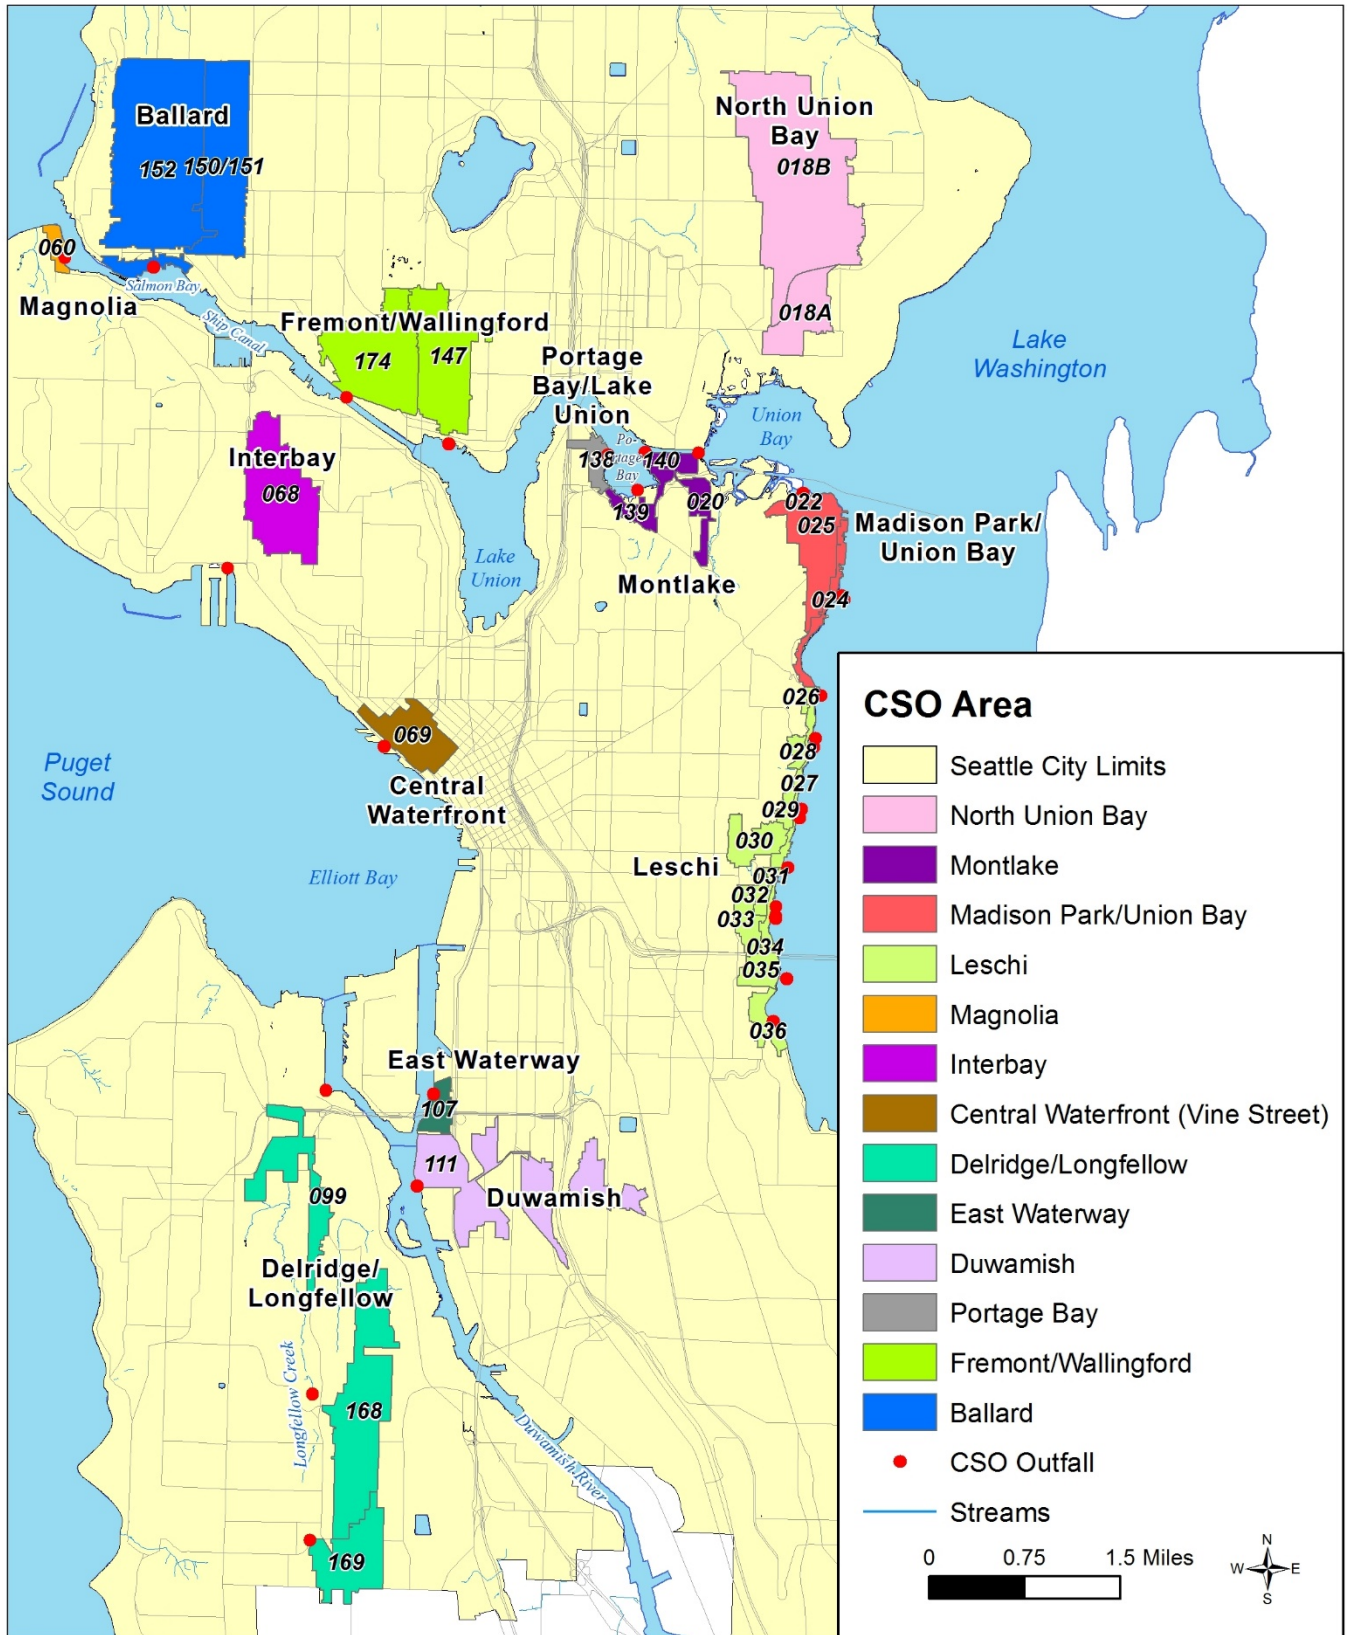 Ballard
152
150/151
North Union
Bay
018B
018A
060
Magnolia
Salmon Bay
Ship Canal
Fremont/Wallingford
174
147
Portage
Bay/Lake
Union
138
Po-
rtage
Bay
140
139
020
Montlake
Union
Bay
Lake
Washington
022
025
024
Madison Park/
Union Bay
Interbay
068
Lake
Union
Puget
Sound
069
Central
Waterfront
Elliott Bay
026
028
027
029
030
Leschi
031
032
033
034
035
036
East Waterway
107
111
Duwamish
099
Delridge/
Longfellow
Longfellow Creek
168
169
Duwamish River
CSO Area
Seattle City Limits
North Union Bay
Montlake
Madison Park/Union Bay
Leschi
Magnolia
Interbay
Central Waterfront (Vine Street)
Delridge/Longfellow
East Waterway
Duwamish
Portage Bay
Fremont/Wallingford
Ballard
CSO Outfall
Streams
0 0.75 1.5 Miles
N
W E
S